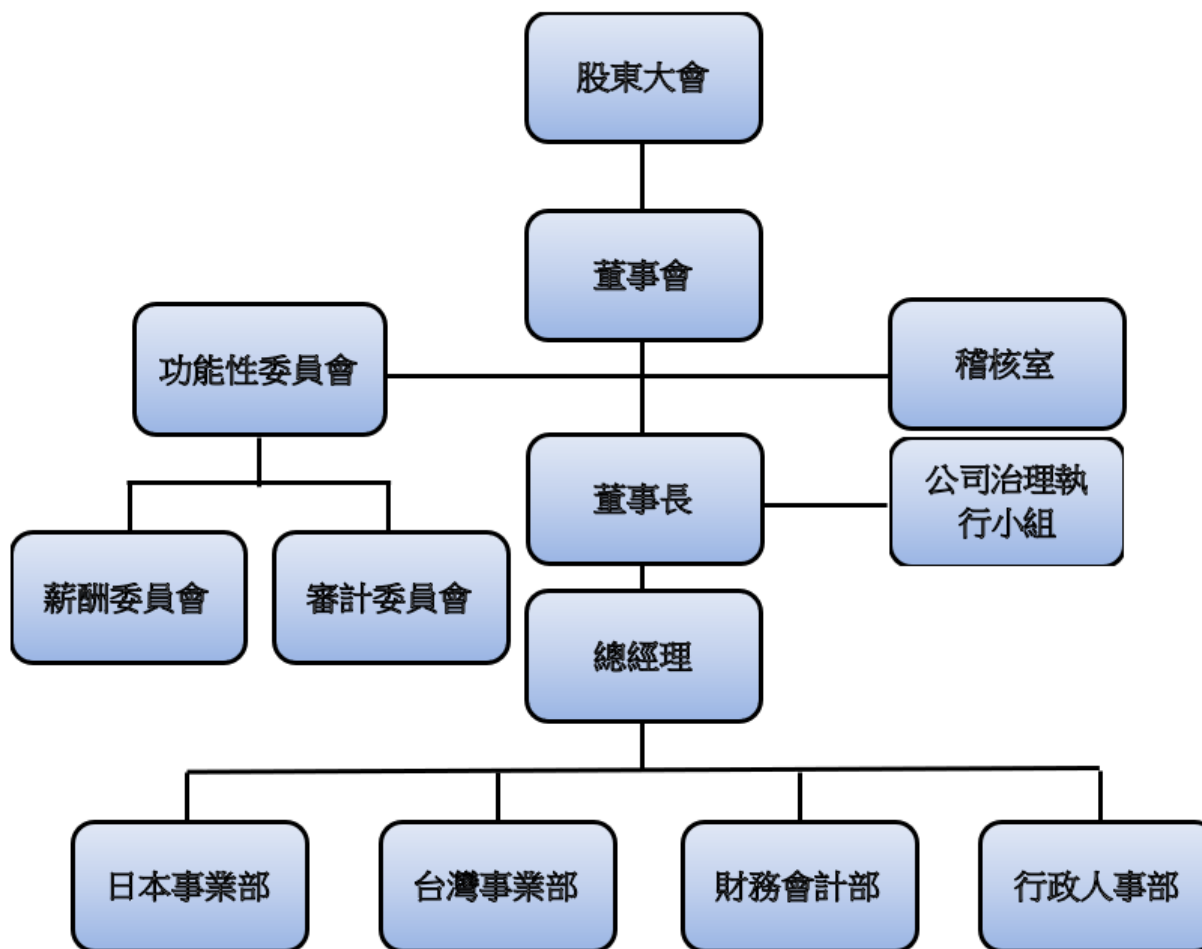 股東大會
董事會
功能性委員會
稽核室
董事長
公司治理執
行小組
薪酬委員會
審計委員會
總經理
日本事業部
台灣事業部
財務會計部
行政人事部